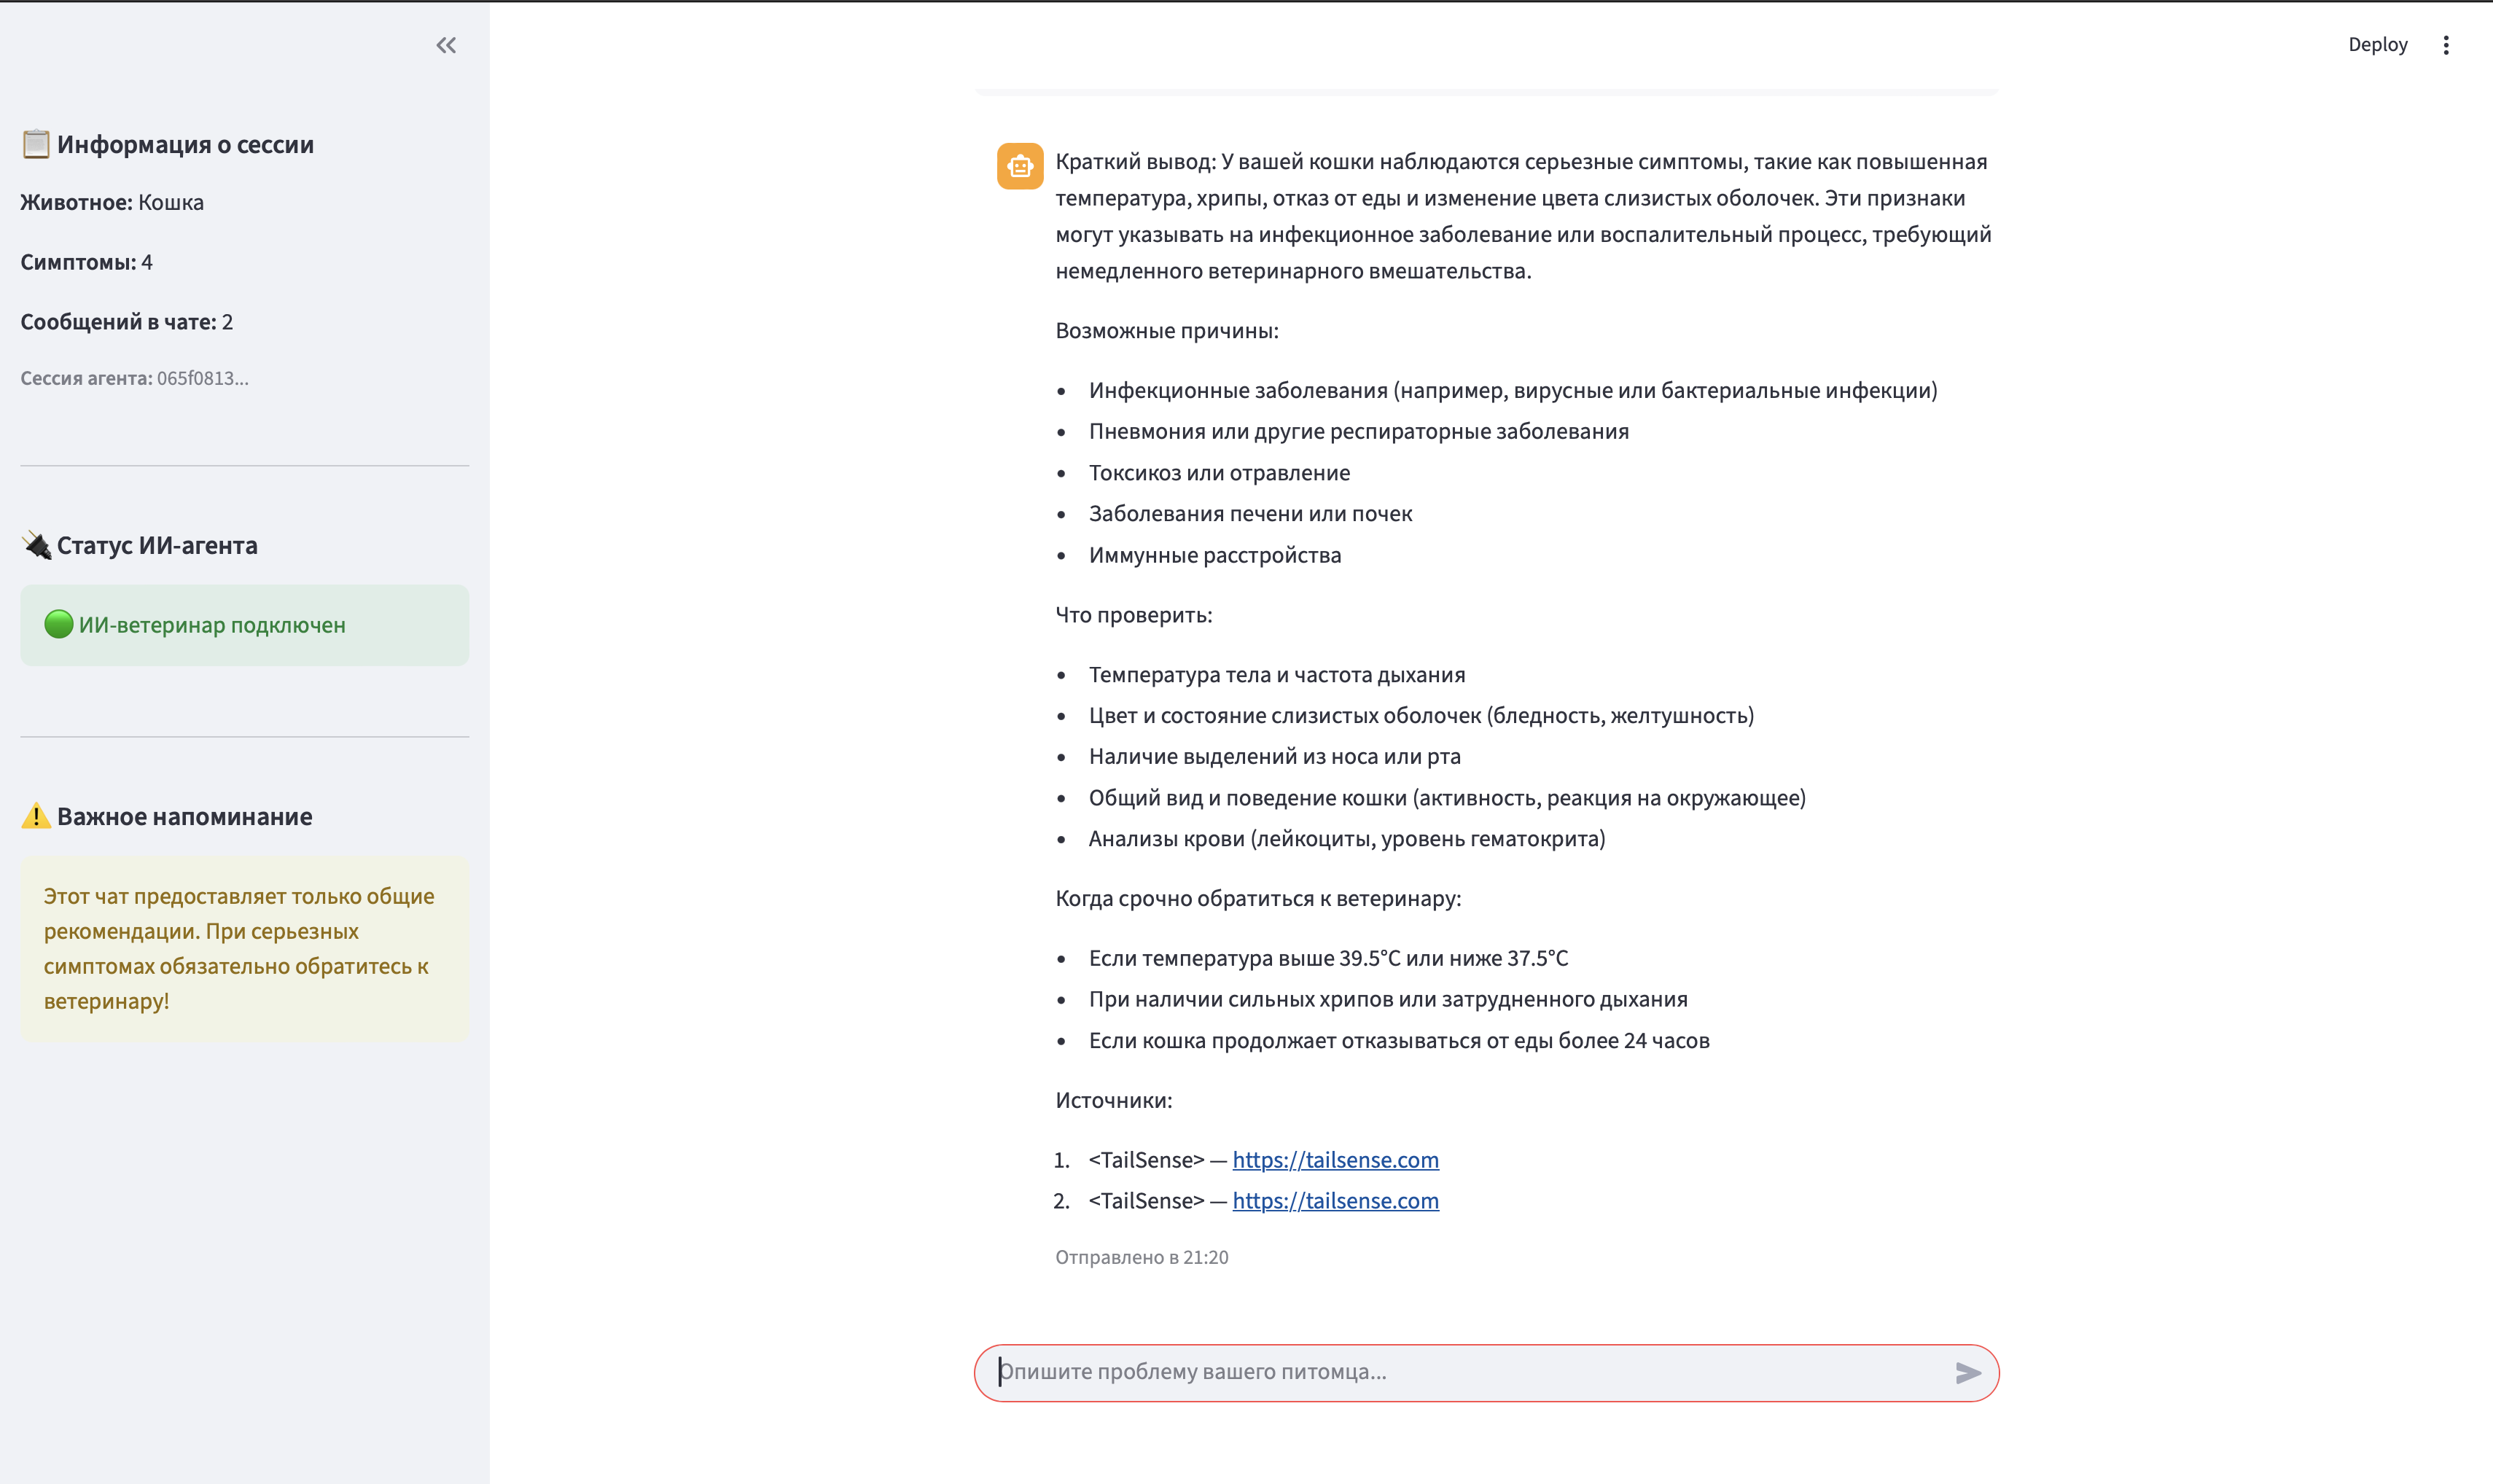 Deploy
Информация о сессии
Животное: Кошка
Симптомы: 4
Сообщений в чате: 2
Сессия агента: 065f0813...
Статус ИИ-агента
ИИ-ветеринар подключен
Важное напоминание
Этот чат предоставляет только общие
рекомендации. При серьезных
симптомах обязательно обратитесь к
ветеринару!
Краткий вывод: У вашей кошки наблюдаются серьезные симптомы, такие как повышенная
температура, хрипы, отказ от еды и изменение цвета слизистых оболочек. Эти признаки
могут указывать на инфекционное заболевание или воспалительный процесс, требующий
немедленного ветеринарного вмешательства.
Возможные причины:
• Инфекционные заболевания (например, вирусные или бактериальные инфекции)
• Пневмония или другие респираторные заболевания
• Токсикоз или отравление
• Заболевания печени или почек
• Иммунные расстройства
Что проверить:
• Температура тела и частота дыхания
• Цвет и состояние слизистых оболочек (бледность, желтушность)
• Наличие выделений из носа или рта
• Общий вид и поведение кошки (активность, реакция на окружающее)
• Анализы крови (лейкоциты, уровень гематокрита)
Когда срочно обратиться к ветеринару:
• Если температура выше 39.5°C или ниже 37.5°C
• При наличии сильных хрипов или затрудненного дыхания
• Если кошка продолжает отказываться от еды более 24 часов
Источники:
1. <TailSense> — https://tailsense.com
2. <TailSense> — https://tailsense.com
Отправлено в 21:20
Опишите проблему вашего питомца...